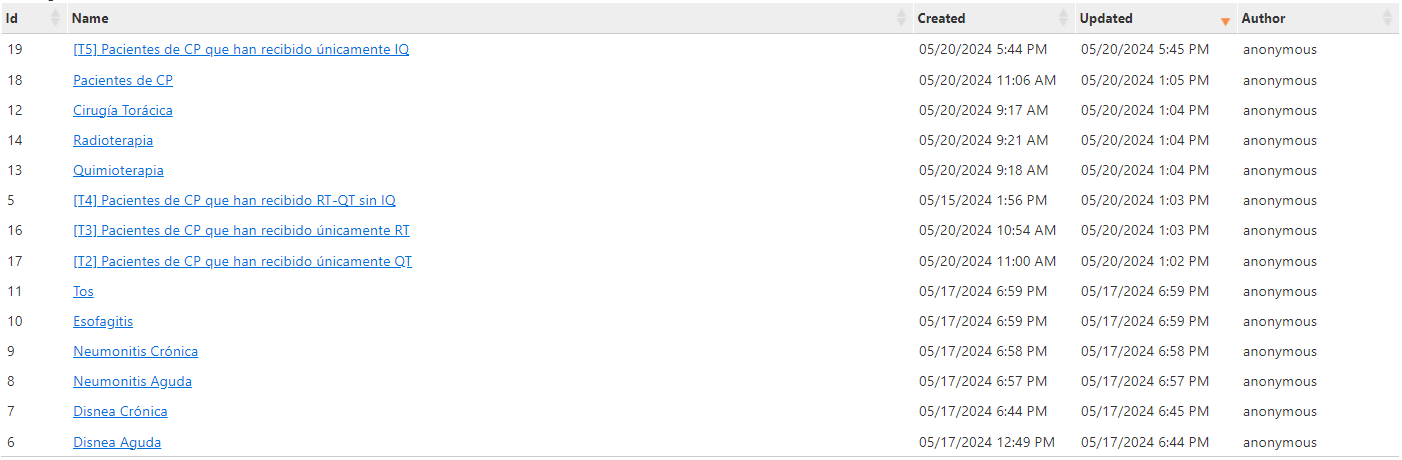 Id Name Created Updated Author
19 [T5] Pacientes de CP que han recibido únicamente IQ 05/20/2024 5:44 PM 05/20/2024 5:45 PM anonymous
18 Pacientes de CP 05/20/2024 11:06 AM 05/20/2024 1:05 PM anonymous
12 Cirugía Torácica 05/20/2024 9:17 AM 05/20/2024 1:04 PM anonymous
14 Radioterapia 05/20/2024 9:21 AM 05/20/2024 1:04 PM anonymous
13 Quimioterapia 05/20/2024 9:18 AM 05/20/2024 1:04 PM anonymous
5 [T4] Pacientes de CP que han recibido RT-QT sin IQ 05/15/2024 1:56 PM 05/20/2024 1:03 PM anonymous
16 [T3] Pacientes de CP que han recibido únicamente RT 05/20/2024 10:54 AM 05/20/2024 1:03 PM anonymous
17 [T2] Pacientes de CP que han recibido únicamente QT 05/20/2024 11:00 AM 05/20/2024 1:02 PM anonymous
11 Tos 05/17/2024 6:59 PM 05/17/2024 6:59 PM anonymous
10 Esofagitis 05/17/2024 6:59 PM 05/17/2024 6:59 PM anonymous
9 Neumonitis Crónica 05/17/2024 6:58 PM 05/17/2024 6:58 PM anonymous
8 Neumonitis Aguda 05/17/2024 6:57 PM 05/17/2024 6:57 PM anonymous
7 Disnea Crónica 05/17/2024 6:44 PM 05/17/2024 6:45 PM anonymous
6 Disnea Aguda 05/17/2024 12:49 PM 05/17/2024 6:44 PM anonymous